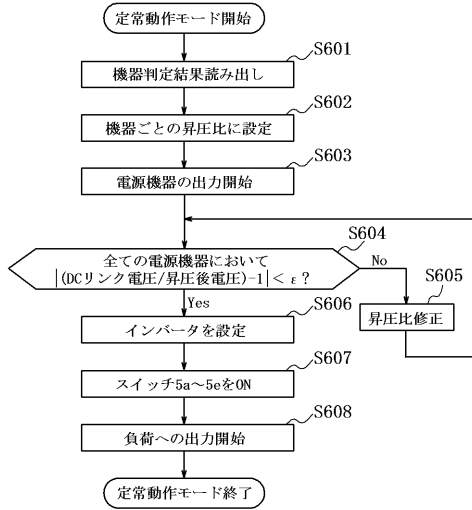 定常動作モード開始
S601
機器判定結果読み出し
S602
機器ごとの昇圧比に設定
S603
電源機器の出力開始
S604
全ての電源機器において
|(DCリンク電圧/昇圧後電圧)-1|< ε?
No
S605
昇圧比修正
Yes
S606
インバータを設定
S607
スイッチ5a～5eをON
S608
負荷への出力開始
定常動作モード終了